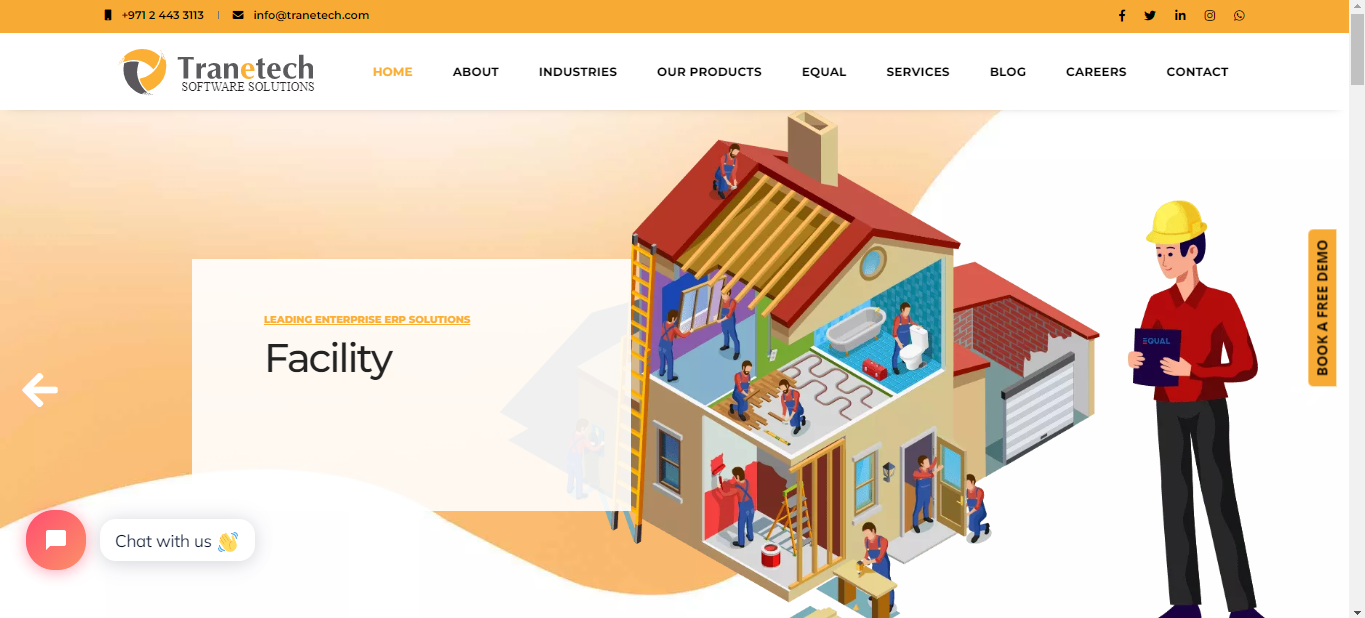 +971 2 443 3113 | info@tranetech.com
Tranetech
SOFTWARE SOLUTIONS
HOME ABOUT INDUSTRIES OUR PRODUCTS EQUAL SERVICES BLOG CAREERS CONTACT
LEADING ENTERPRISE ERP SOLUTIONS
Facility
EQUAL
BOOK A FREE DEMO
Chat with us 👋